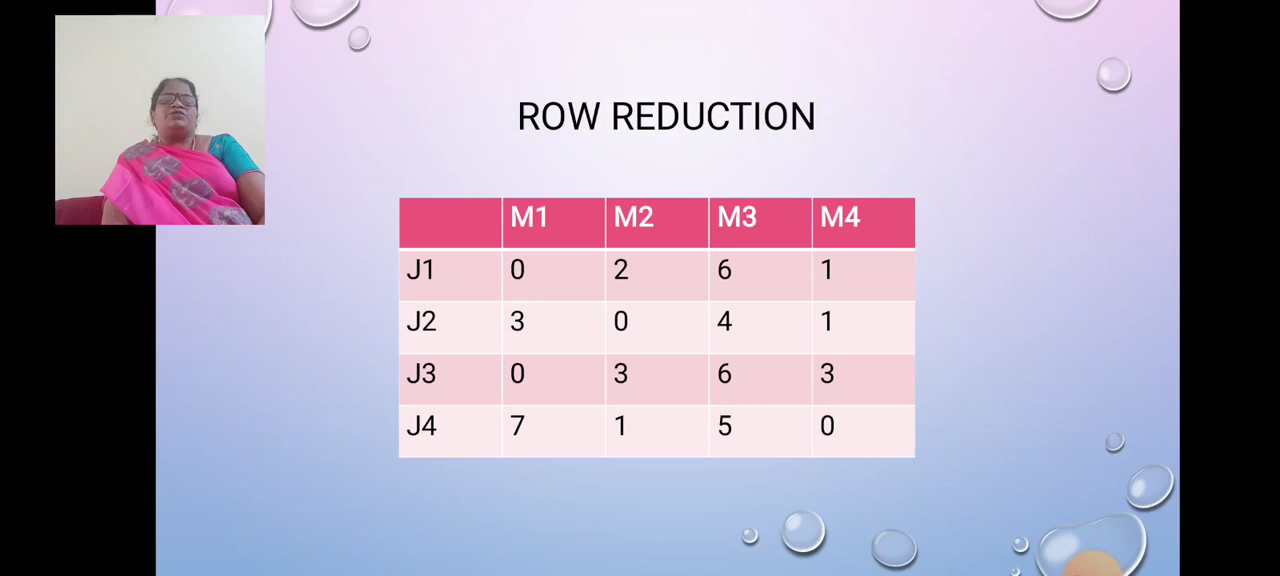 ROW REDUCTION
M1 M2 M3 M4
J1 0 2 6 1
J2 3 0 4 1
J3 0 3 6 3
J4 7 1 5 0